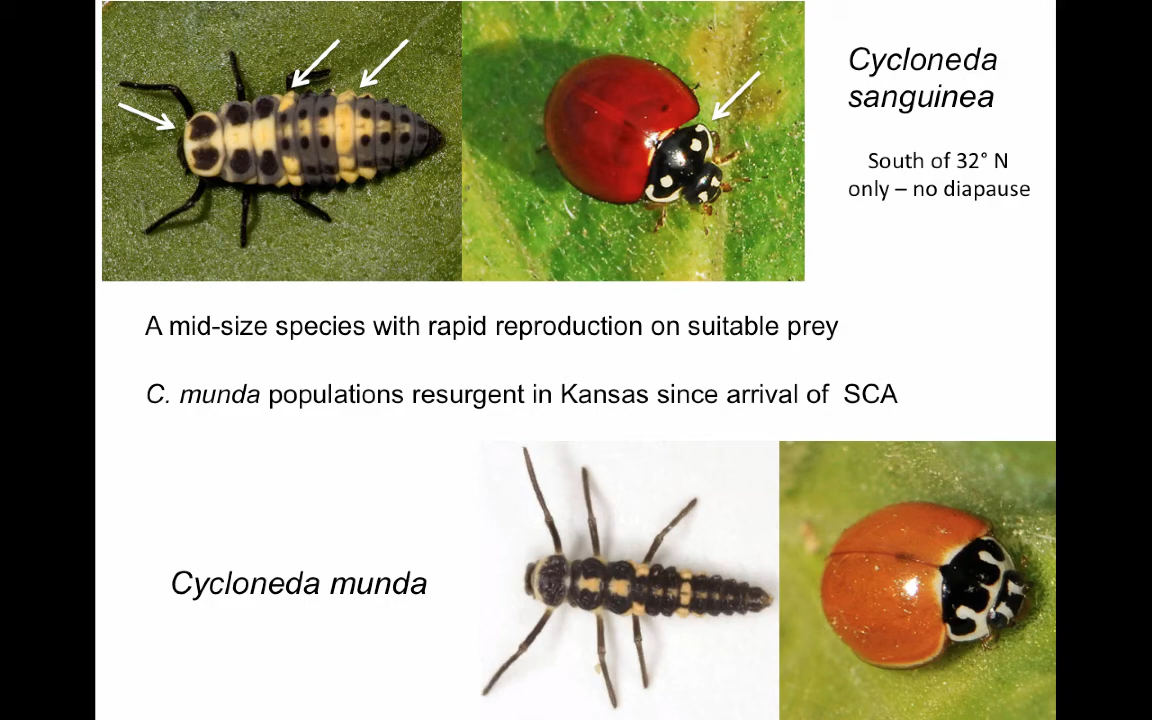 Cycloneda
sanguinea
South of 32° N
only – no diapause
A mid-size species with rapid reproduction on suitable prey
C. munda populations resurgent in Kansas since arrival of SCA
Cycloneda munda